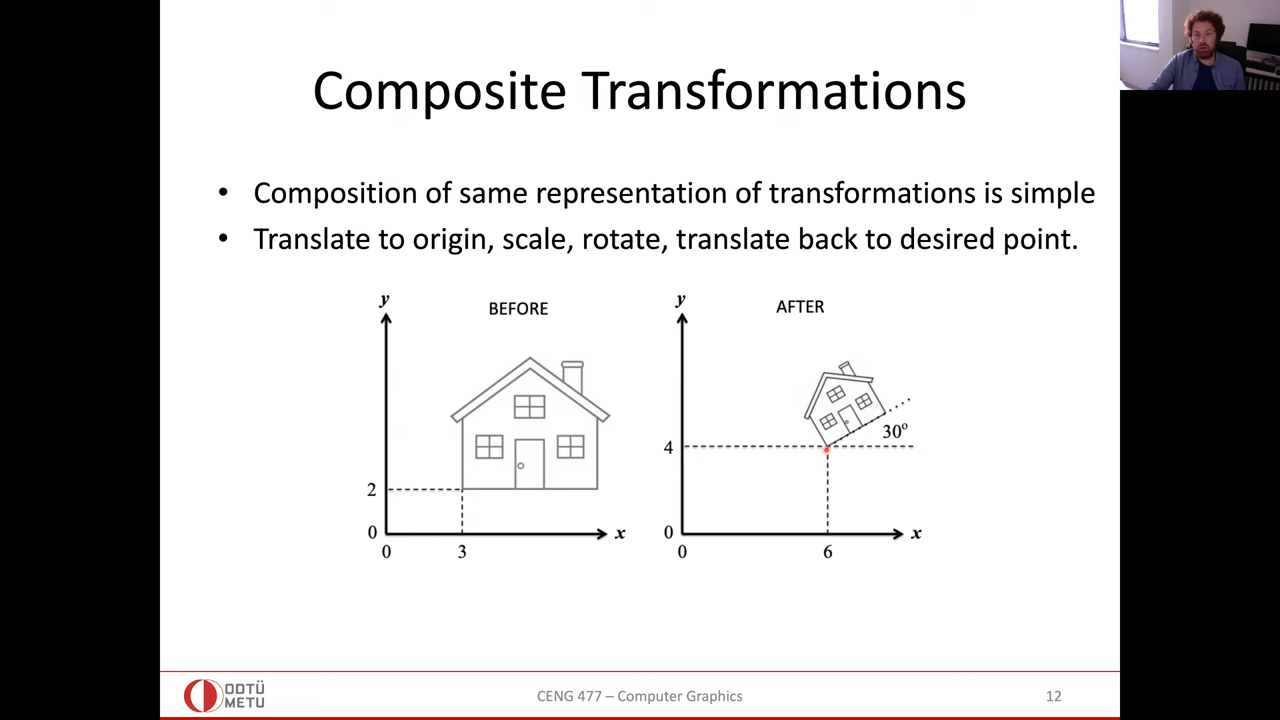 Composite Transformations
• Composition of same representation of transformations is simple
• Translate to origin, scale, rotate, translate back to desired point.
y
BEFORE
2
0
0
3
x
y
AFTER
30º
4
0
0
6
x
ODTÜ
METU
CENG 477 – Computer Graphics
12